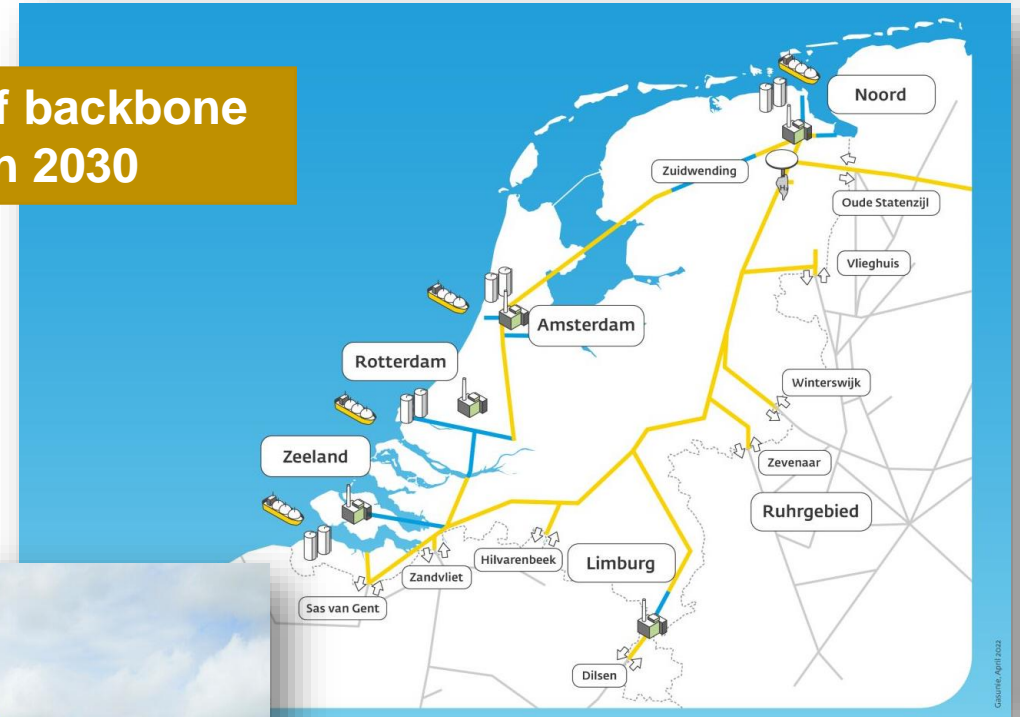 f backbone
n 2030
Noord
Zuidwending
Oude Statenzijl
Vlieghuis
Amsterdam
Rotterdam
Winterswijk
Zeeland
Zevenaar
Ruhrgebied
Hilvarenbeek
Limburg
Zandvliet
Sas van Gent
Dilsen
Gasunie, April 2022